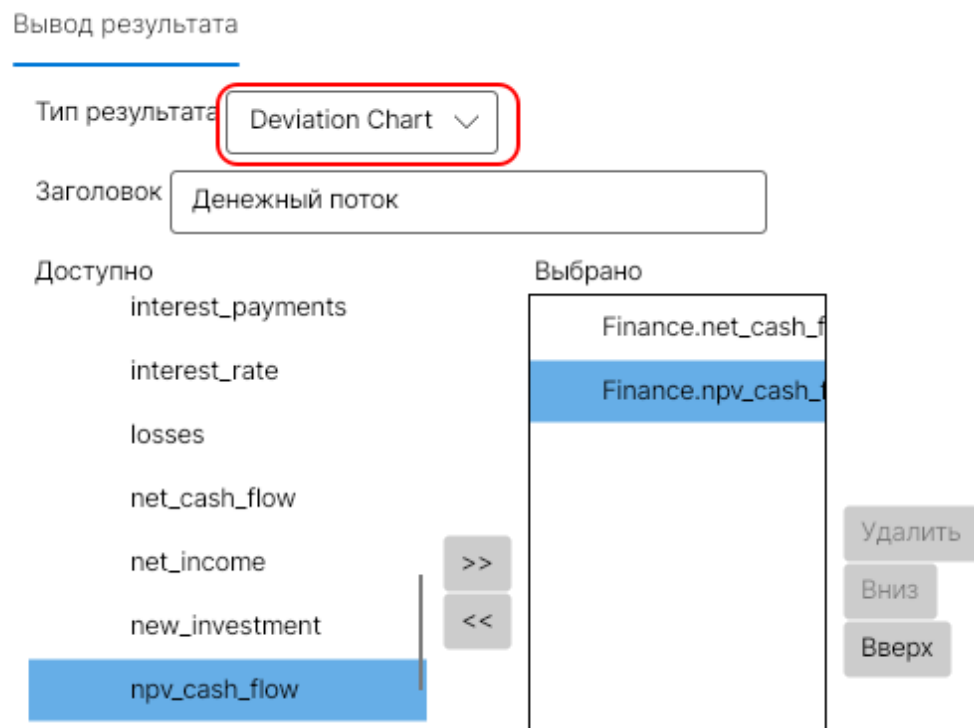 Вывод результата
Тип результата Deviation Chart
Заголовок Денежный поток
Доступно Выбрано
interest_payments
Finance.net_cash_f
interest_rate
Finance.npv_cash_f
losses
net_cash_flow
Удалить
net_income >>
Вниз
new_investment <<
Вверх
npv_cash_flow